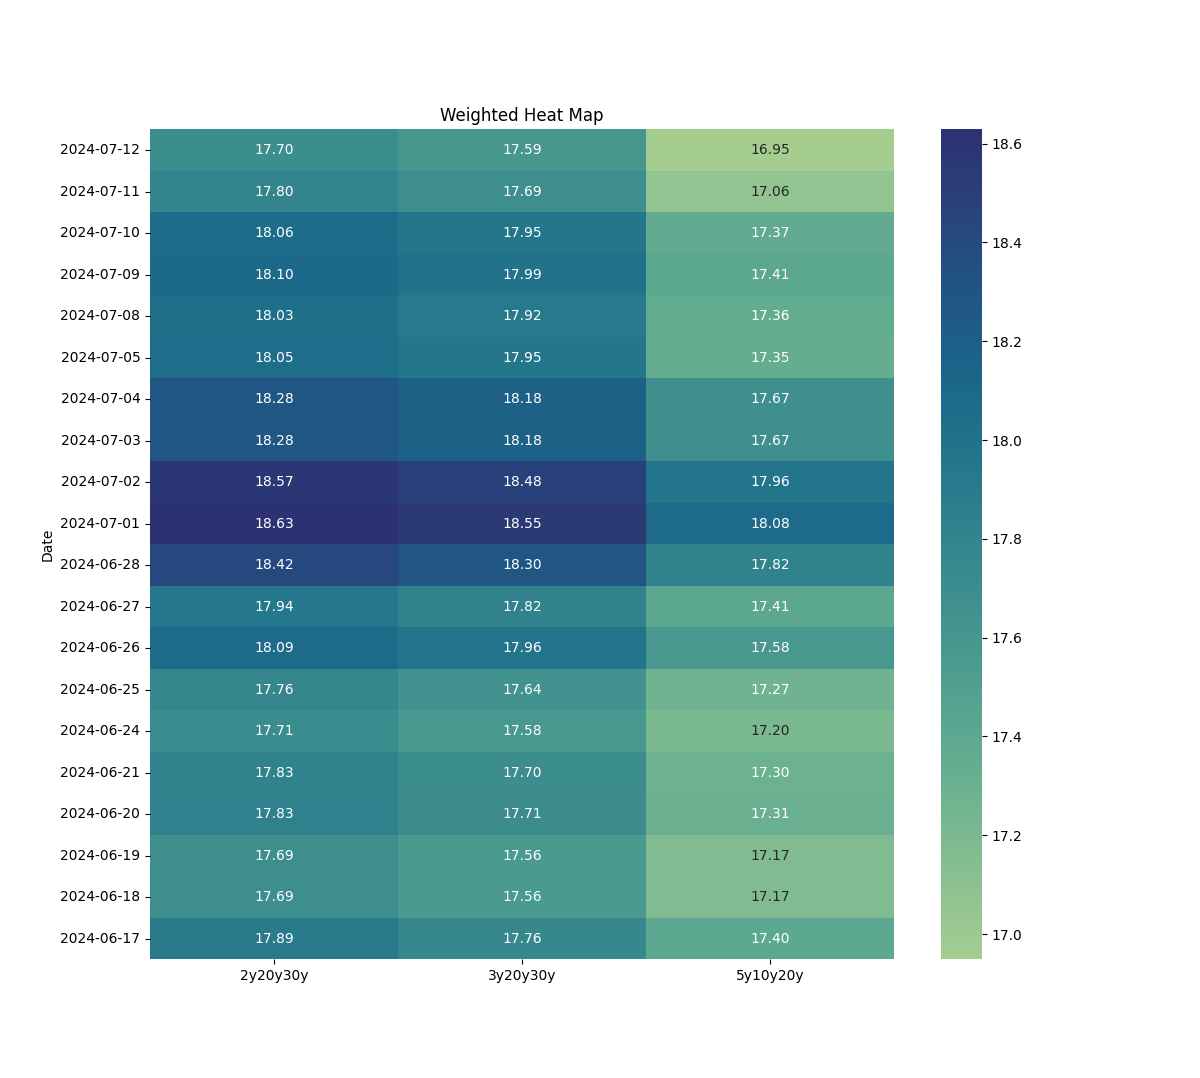 Weighted Heat Map
2024-07-12 17.70 17.59 16.95
2024-07-11 17.80 17.69 17.06
2024-07-10 18.06 17.95 17.37
2024-07-09 18.10 17.99 17.41
2024-07-08 18.03 17.92 17.36
2024-07-05 18.05 17.95 17.35
2024-07-04 18.28 18.18 17.67
2024-07-03 18.28 18.18 17.67
2024-07-02 18.57 18.48 17.96
2024-07-01 18.63 18.55 18.08
2024-06-28 18.42 18.30 17.82
2024-06-27 17.94 17.82 17.41
2024-06-26 18.09 17.96 17.58
2024-06-25 17.76 17.64 17.27
2024-06-24 17.71 17.58 17.20
2024-06-21 17.83 17.70 17.30
2024-06-20 17.83 17.71 17.31
2024-06-19 17.69 17.56 17.17
2024-06-18 17.69 17.56 17.17
2024-06-17 17.89 17.76 17.40
2y20y30y 3y20y30y 5y10y20y
Date
18.6
18.4
18.2
18.0
17.8
17.6
17.4
17.2
17.0